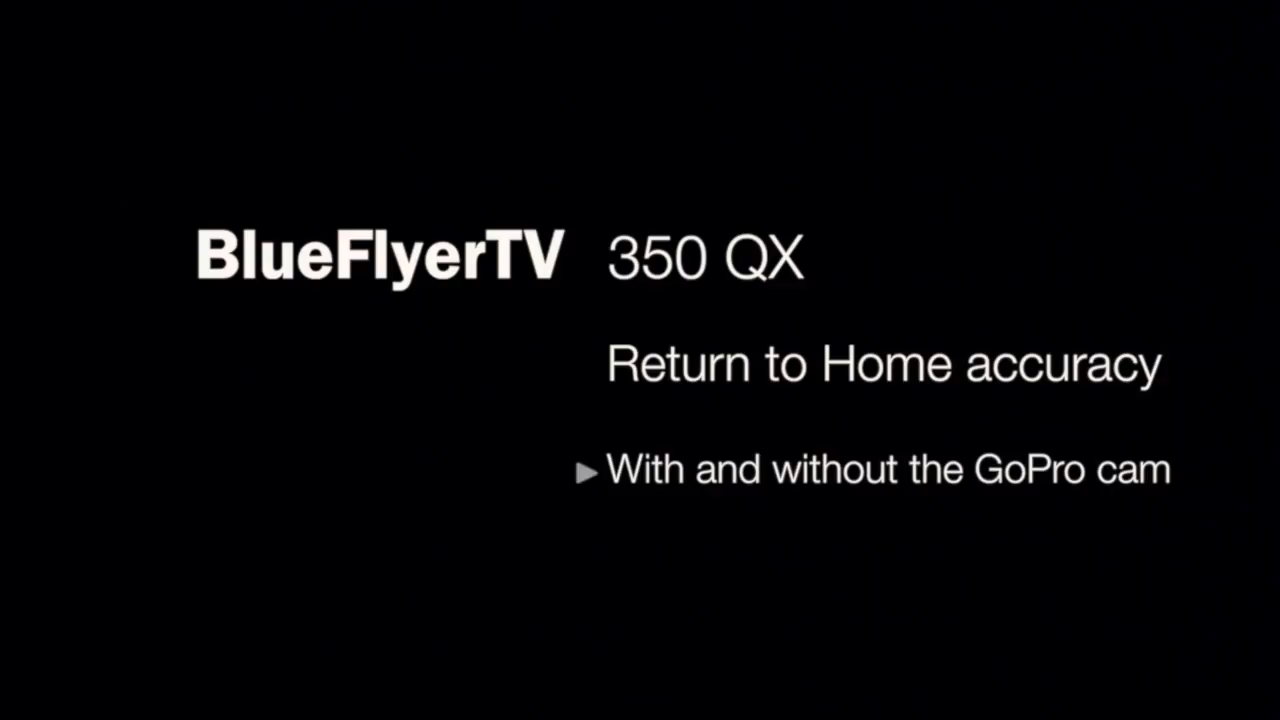 BlueFlyerTV 350 QX
Return to Home accuracy
With and without the GoPro cam